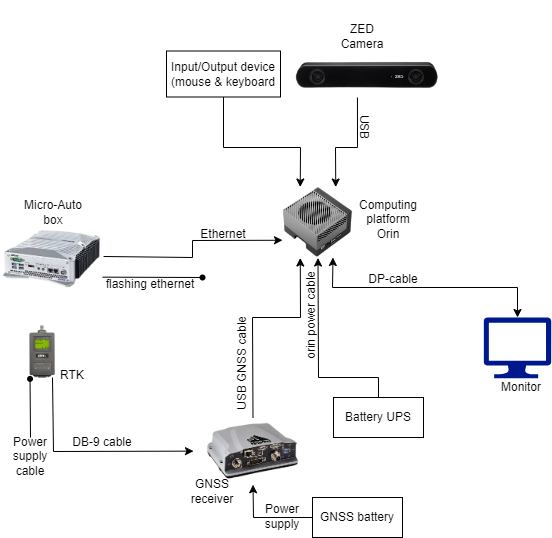 ZED
Camera
Input/Output device
(mouse & keyboard
ZED
USB
Micro-Auto
box
Computing
platform
Orin
Ethernet
flashing ethernet
DP-cable
orin power cable
USB GNSS cable
RTK
Monitor
Battery UPS
Power
supply
cable
DB-9 cable
GNSS
receiver
Power
supply
GNSS battery